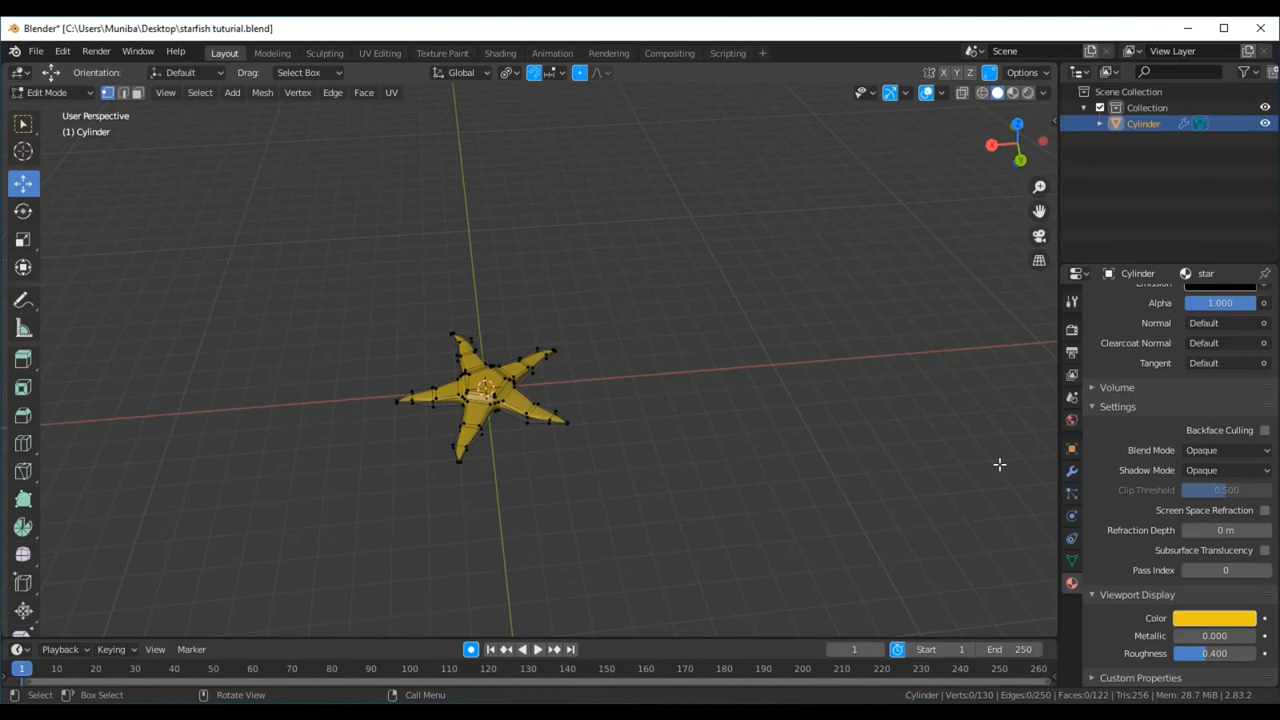 Blender* [C:\Users\Muniba\Desktop\starfish tuturial.blend]
File Edit Render Window Help Layout Modeling Sculpting UV Editing Texture Paint Shading Animation Rendering Compositing Scripting + Scene View Layer
Orientation: Default Drag: Select Box Global X Y Z Options
Edit Mode View Select Add Mesh Vertex Edge Face UV
User Perspective
(1) Cylinder
Z
X
Y
Scene Collection
Collection
Cylinder
Cylinder star
Alpha 1.000
Normal Default
Clearcoat Normal Default
Tangent Default
Volume
Settings
Backface Culling
Blend Mode Opaque
Shadow Mode Opaque
Clip Threshold 0.500
Screen Space Refraction
Refraction Depth 0 m
Subsurface Translucency
Pass Index 0
Viewport Display
Color
Metallic 0.000
Roughness 0.400
Custom Properties
Playback Keying View Marker 1 Start 1 End 250
1 10 20 30 40 50 60 70 80 90 100 110 120 130 140 150 160 170 180 190 200 210 220 230 240 250 260
Select Box Select Rotate View Call Menu Cylinder | Verts:0/130 | Edges:0/250 | Faces:0/122 | Tris:256 | Mem: 28.7 MiB | 2.83.2